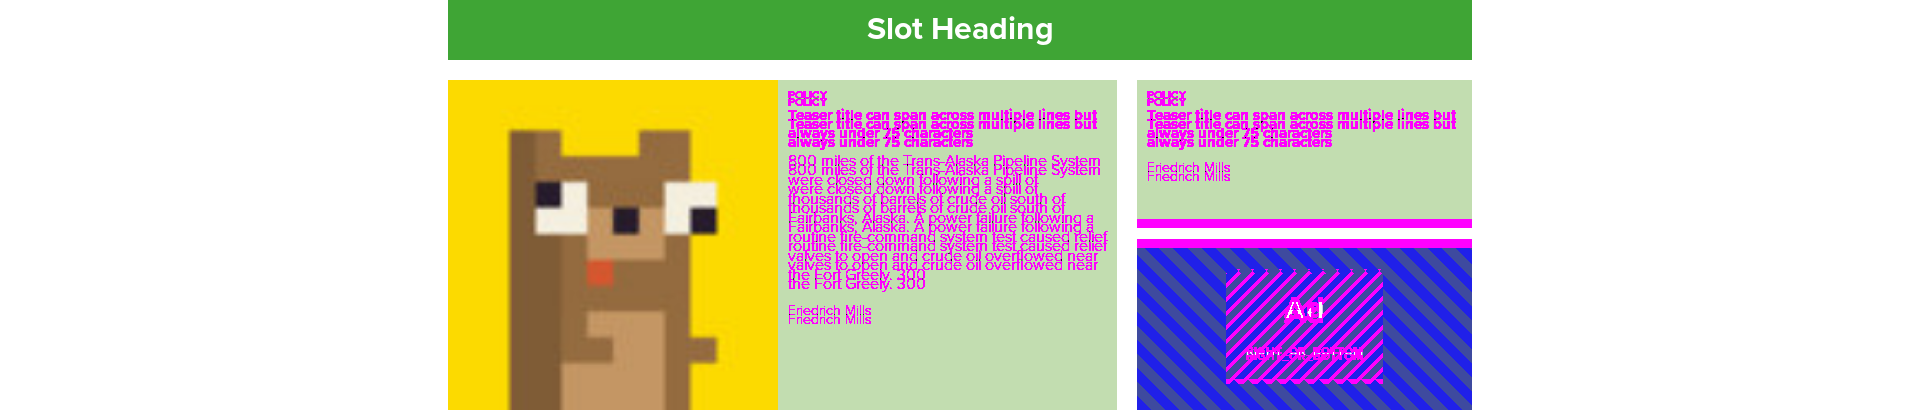 Slot Heading
POLICY
POLICY
Teaser title can span across multiple lines but
Teaser title can span across multiple lines but
always under 75 characters
always under 75 characters
800 miles of the Trans-Alaska Pipeline System
800 miles of the Trans-Alaska Pipeline System
were closed down following a spill of
were closed down following a spill of
thousands of barrels of crude oil south of
thousands of barrels of crude oil south of
Fairbanks, Alaska. A power failure following a
Fairbanks, Alaska. A power failure following a
routine fire-command system test caused relief
routine fire-command system test caused relief
valves to open and crude oil overflowed near
valves to open and crude oil overflowed near
the Fort Greely. 300
the Fort Greely. 300
Friedrich Mills
Friedrich Mills
POLICY
POLICY
Teaser title can span across multiple lines but
Teaser title can span across multiple lines but
always under 75 characters
always under 75 characters
Friedrich Mills
Friedrich Mills
Ad